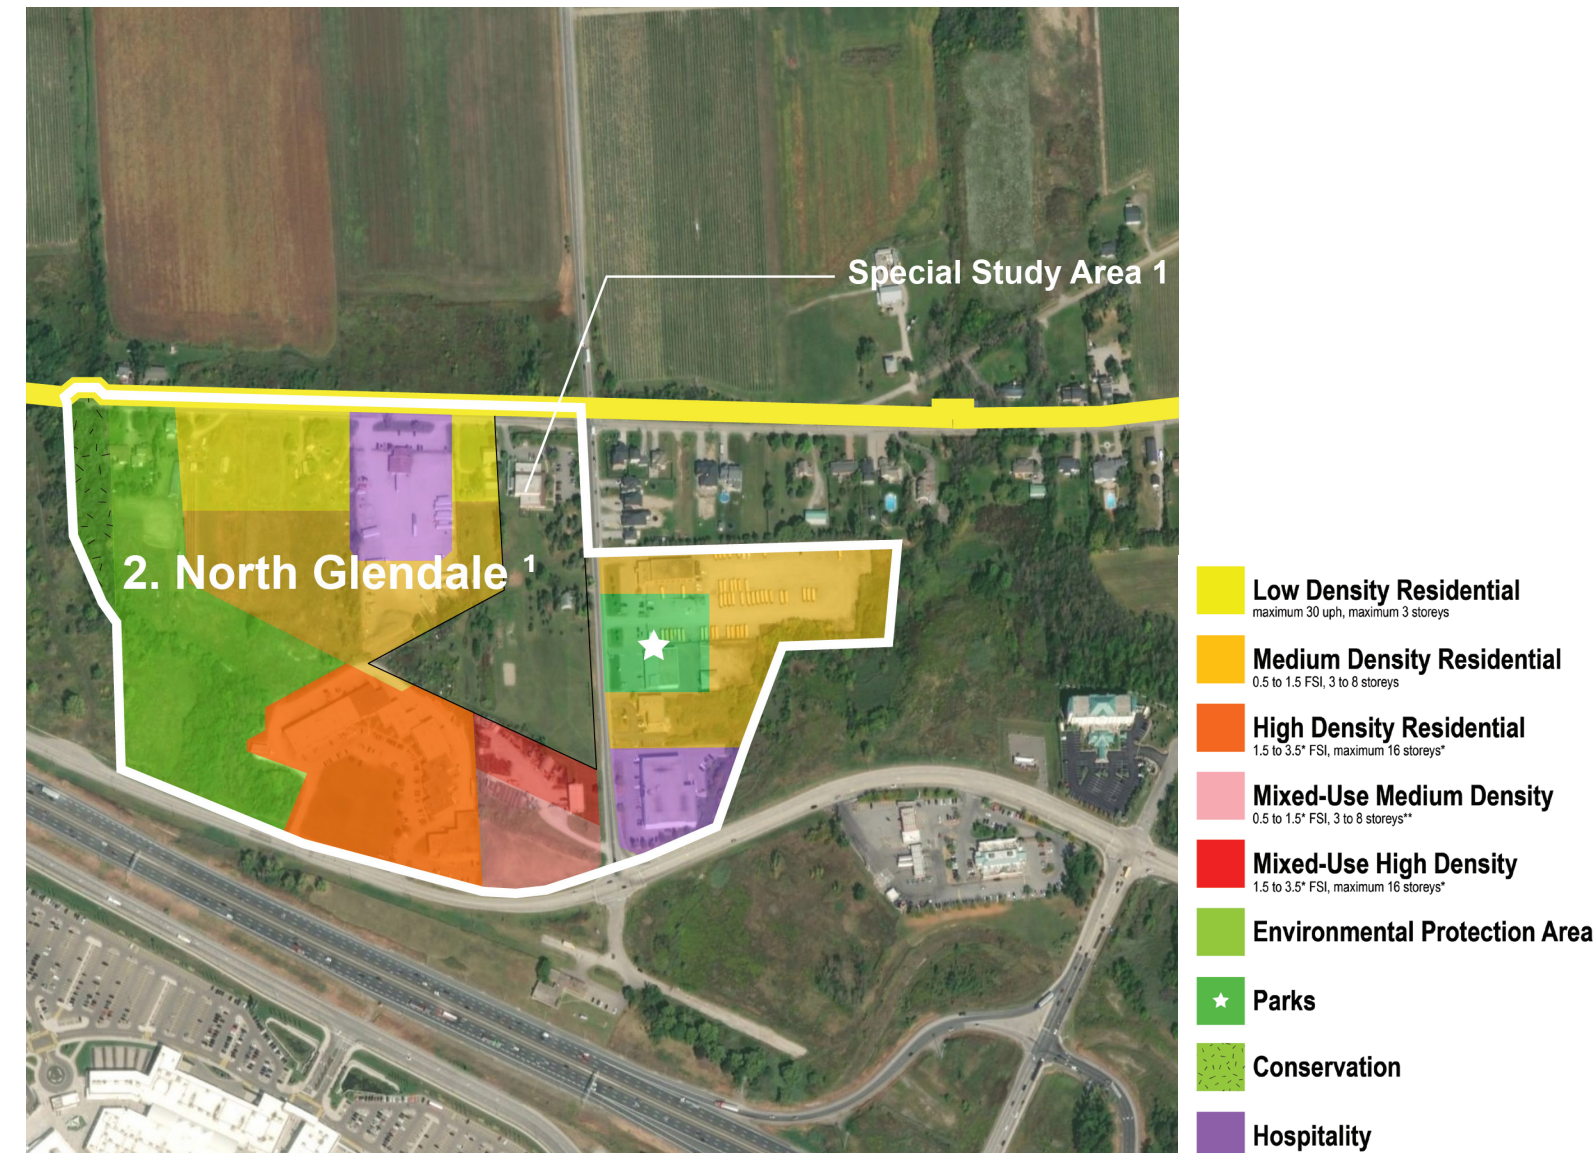 Special Study Area 1
2. North Glendale ¹
Low Density Residential
maximum 30 uph, maximum 3 storeys
Medium Density Residential
0.5 to 1.5 FSI, 3 to 8 storeys
High Density Residential
1.5 to 3.5* FSI, maximum 16 storeys*
Mixed-Use Medium Density
0.5 to 1.5* FSI, 3 to 8 storeys**
Mixed-Use High Density
1.5 to 3.5* FSI, maximum 16 storeys*
Environmental Protection Area
Parks
Conservation
Hospitality